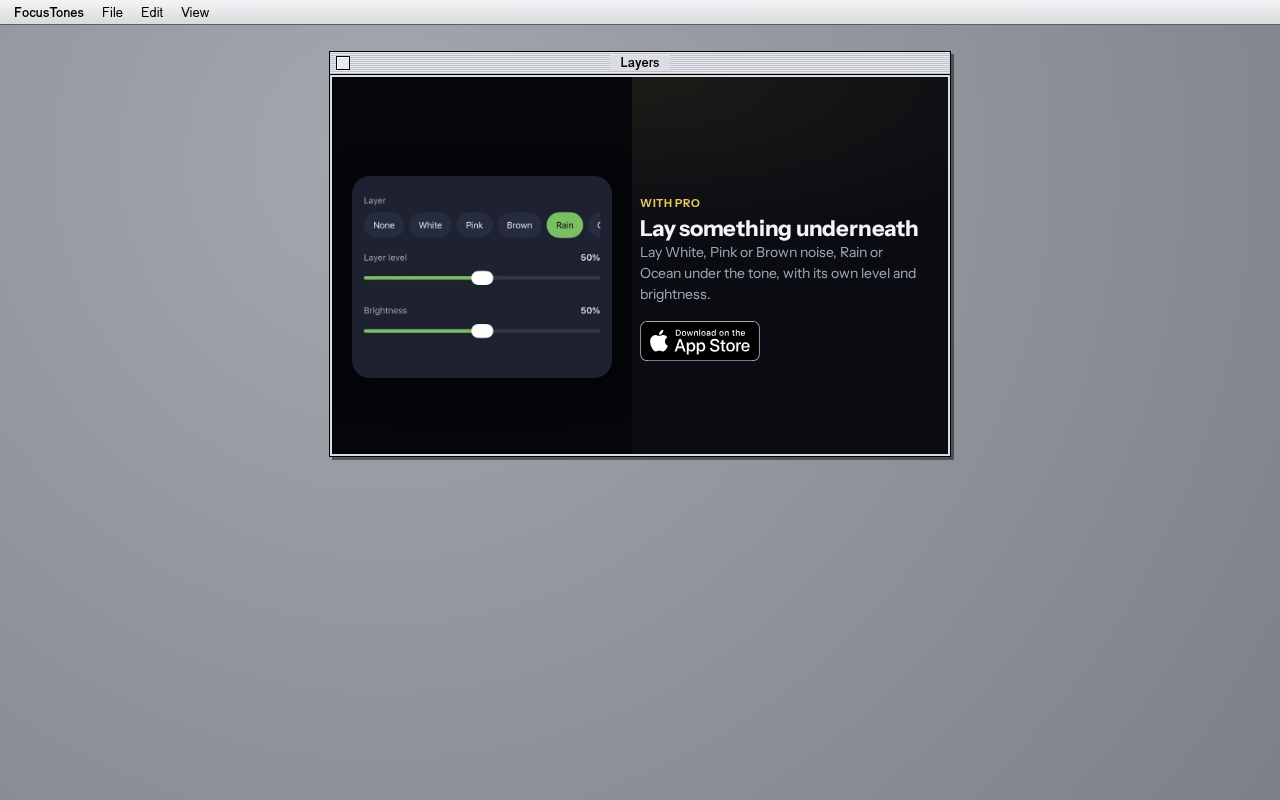 FocusTones File Edit View
Layers
Layer
None White Pink Brown Rain
Layer level 50%
Brightness 50%
WITH PRO
Lay something underneath
Lay White, Pink or Brown noise, Rain or
Ocean under the tone, with its own level and
brightness.
Download on the
App Store